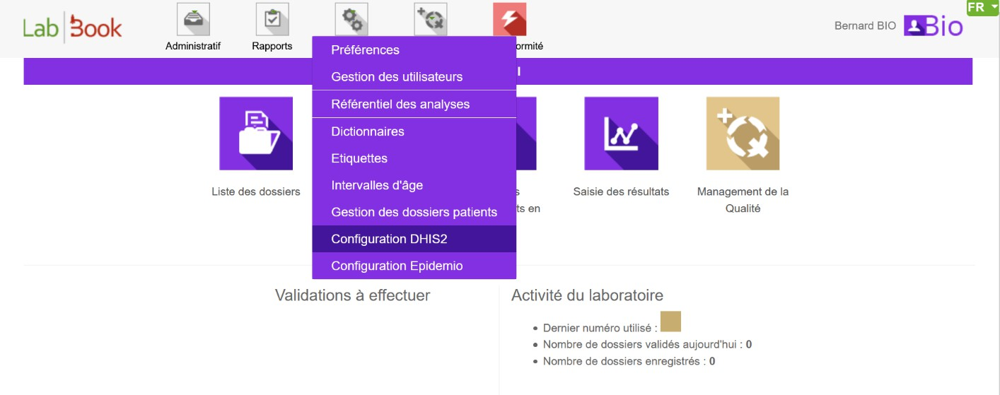 FR
Lab Book
Bernard BIO
Bio
Administratif
Rapports
ormité
Préférences
Gestion des utilisateurs
Référentiel des analyses
Dictionnaires
Etiquettes
Intervalles d'âge
Gestion des dossiers patients
Configuration DHIS2
Configuration Epidemio
Liste des dossiers
s
ts en
Saisie des résultats
Management de la
Qualité
Validations à effectuer
Activité du laboratoire
Dernier numéro utilisé :
Nombre de dossiers validés aujourd'hui : 0
Nombre de dossiers enregistrés : 0